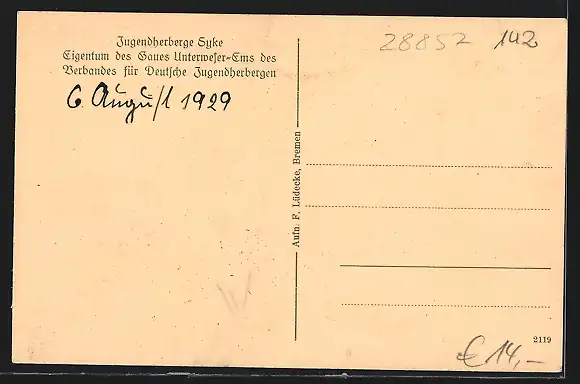 Jugendherberge Syke
Eigentum des Gaues Unterweser-Ems des
Verbandes für Deutsche Jugendherbergen
6. August 1929
Aufn. F. Lüdecke, Bremen
28852 142
2119
€ 14,-